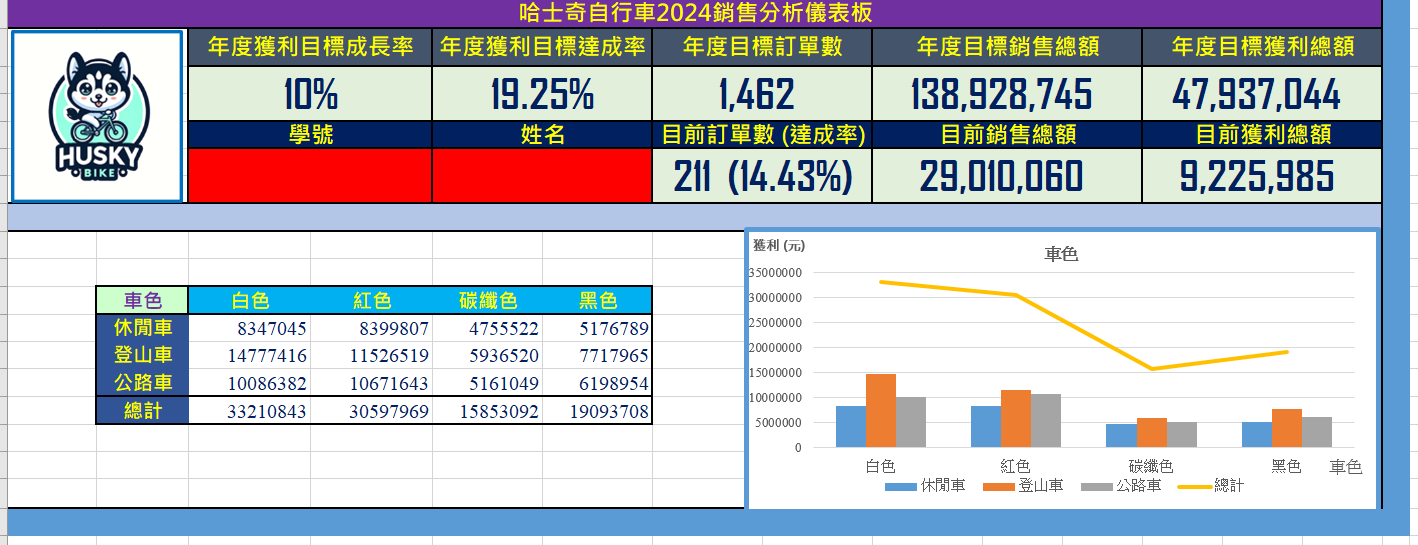 哈士奇自行車2024銷售分析儀表板
HUSKY
BIKE
年度獲利目標成長率 年度獲利目標達成率 年度目標訂單數 年度目標銷售總額 年度目標獲利總額
10% 19.25% 1,462 138,928,745 47,937,044
學號 姓名 目前訂單數 (達成率) 目前銷售總額 目前獲利總額
211 (14.43%) 29,010,060 9,225,985
車色 白色 紅色 碳纖色 黑色
休閒車 8347045 8399807 4755522 5176789
登山車 14777416 11526519 5936520 7717965
公路車 10086382 10671643 5161049 6198954
總計 33210843 30597969 15853092 19093708
獲利 (元)
車色
35000000
30000000
25000000
20000000
15000000
10000000
5000000
0
白色 紅色 碳纖色 黑色 車色
休閒車 登山車 公路車 總計